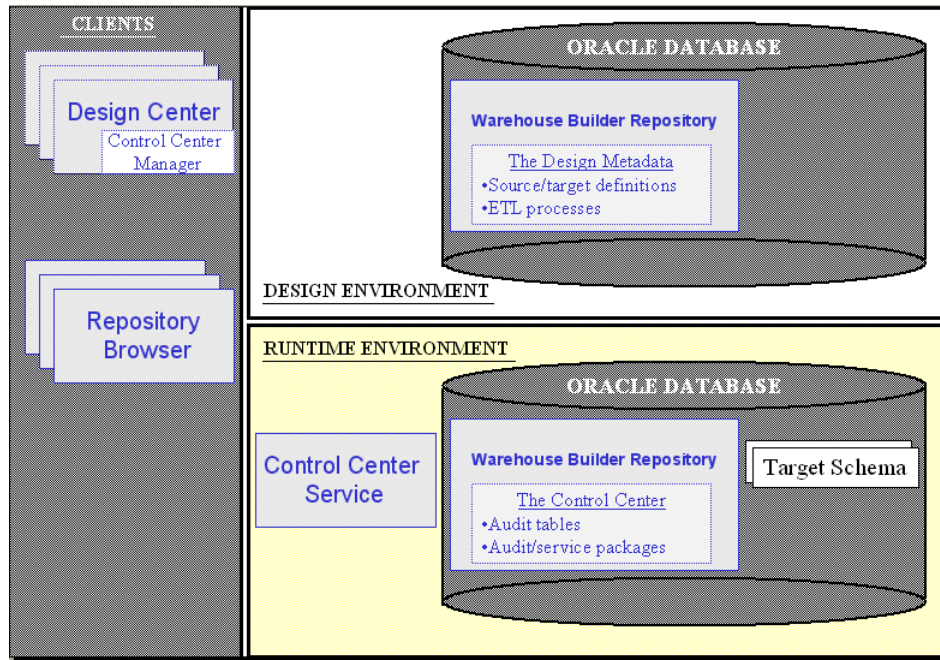 CLIENTS
Design Center
Control Center
Manager
Repository
Browser
ORACLE DATABASE
Warehouse Builder Repository
The Design Metadata
•Source/target definitions
•ETL processes
DESIGN ENVIRONMENT
RUNTIME ENVIRONMENT
ORACLE DATABASE
Control Center
Service
Warehouse Builder Repository
The Control Center
•Audit tables
•Audit/service packages
Target Schema